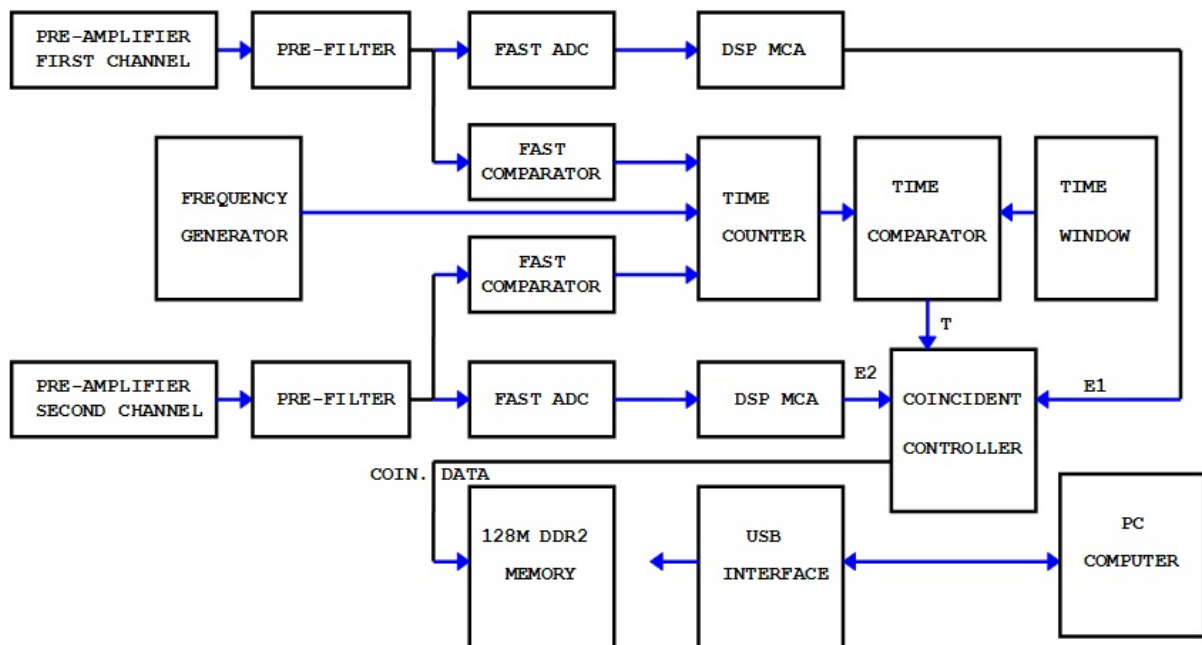 PRE-AMPLIFIER
FIRST CHANNEL
PRE-FILTER
FAST ADC
DSP MCA
FAST
COMPARATOR
FREQUENCY
GENERATOR
TIME
COUNTER
TIME
COMPARATOR
TIME
WINDOW
FAST
COMPARATOR
T
PRE-AMPLIFIER
SECOND CHANNEL
PRE-FILTER
FAST ADC
DSP MCA
E2
COINCIDENT
CONTROLLER
E1
COIN. DATA
128M DDR2
MEMORY
USB
INTERFACE
PC
COMPUTER